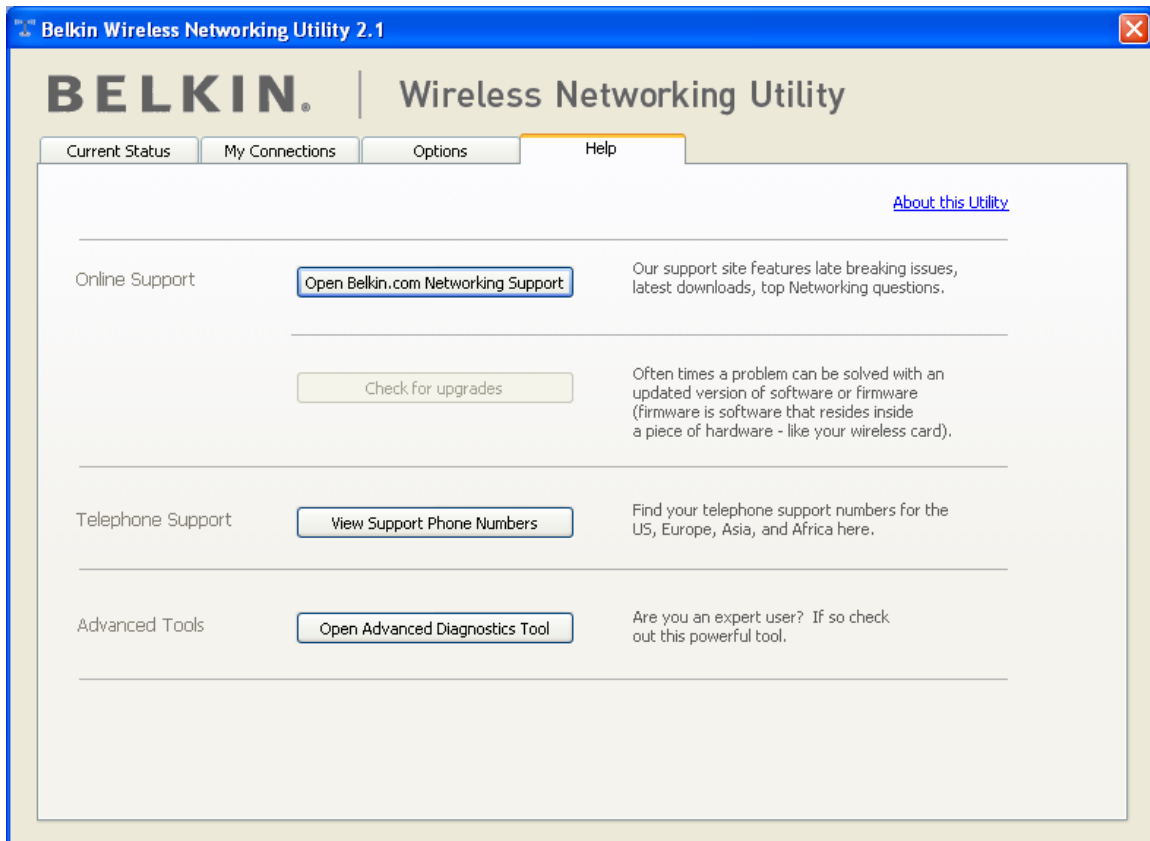 Belkin Wireless Networking Utility 2.1
BELKIN. Wireless Networking Utility
Current Status My Connections Options Help
About this Utility
Online Support
Open Belkin.com Networking Support
Our support site features late breaking issues,
latest downloads, top Networking questions.
Check for upgrades
Often times a problem can be solved with an
updated version of software or firmware
(firmware is software that resides inside
a piece of hardware - like your wireless card).
Telephone Support
View Support Phone Numbers
Find your telephone support numbers for the
US, Europe, Asia, and Africa here.
Advanced Tools
Open Advanced Diagnostics Tool
Are you an expert user? If so check
out this powerful tool.